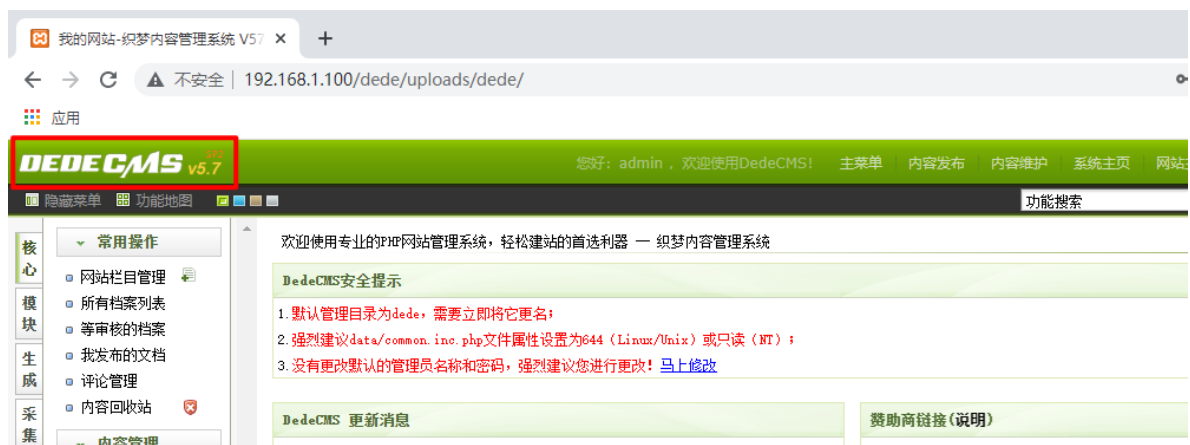 我的网站-织梦内容管理系统 V57
不安全 192.168.1.100/dede/uploads/dede/
应用
DEDECMS v5.7 SP2
您好: admin , 欢迎使用DedeCMS! 主菜单 内容发布 内容维护 系统主页 网站主
隐藏菜单 功能地图 功能搜索
核心
模块
生成
采集
常用操作
网站栏目管理
所有档案列表
等审核的档案
我发布的文档
评论管理
内容回收站
内容管理
欢迎使用专业的PHP网站管理系统，轻松建站的首选利器 — 织梦内容管理系统
DedeCMS安全提示
1.默认管理目录为dede，需要立即将它更名；
2.强烈建议data/common.inc.php文件属性设置为644（Linux/Unix）或只读（NT）；
3.没有更改默认的管理员名称和密码，强烈建议您进行更改！马上修改
DedeCMS 更新消息
赞助商链接(说明)